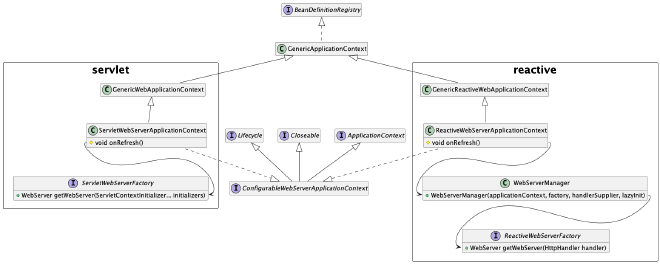 I BeanDefinitionRegistry
C GenericApplicationContext
servlet
reactive
C GenericWebApplicationContext
C GenericReactiveWebApplicationContext
C ServletWebServerApplicationContext
void onRefresh()
I Lifecycle
I Closeable
I ApplicationContext
C ReactiveWebServerApplicationContext
void onRefresh()
I ServletWebServerFactory
WebServer getWebServer(ServletContextInitializer... initializers)
I ConfigurableWebServerApplicationContext
C WebServerManager
WebServerManager(applicationContext, factory, handlerSupplier, lazyInit)
I ReactiveWebServerFactory
WebServer getWebServer(HttpHandler handler)